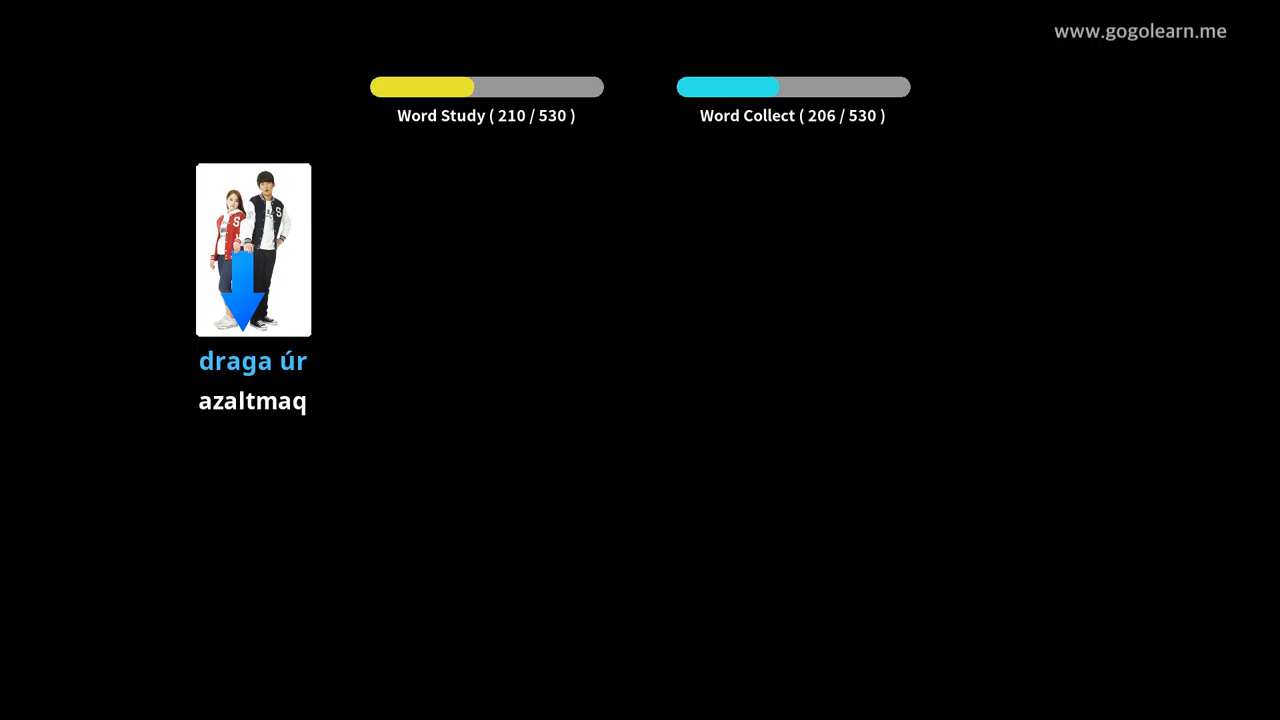 www.gogolearn.me
Word Study ( 210 / 530 )
Word Collect ( 206 / 530 )
S
S
draga úr
azaltmaq